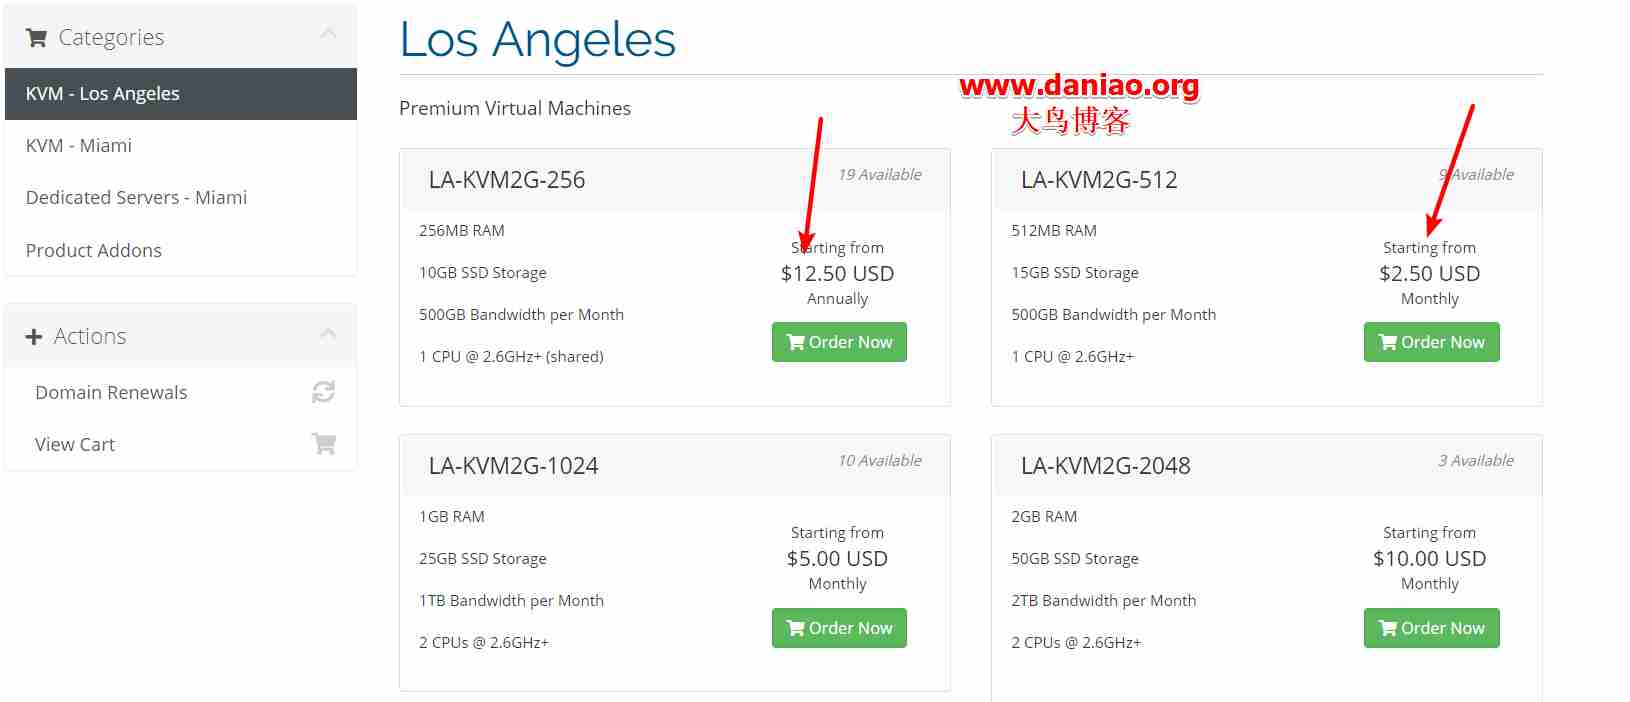 Categories
KVM - Los Angeles
KVM - Miami
Dedicated Servers - Miami
Product Addons
Actions
Domain Renewals
View Cart
Los Angeles
www.daniao.org
大鸟博客
Premium Virtual Machines
LA-KVM2G-256
19 Available
256MB RAM
10GB SSD Storage
500GB Bandwidth per Month
1 CPU @ 2.6GHz+ (shared)
Starting from
$12.50 USD
Annually
Order Now
LA-KVM2G-512
9 Available
512MB RAM
15GB SSD Storage
500GB Bandwidth per Month
1 CPU @ 2.6GHz+
Starting from
$2.50 USD
Monthly
Order Now
LA-KVM2G-1024
10 Available
1GB RAM
25GB SSD Storage
1TB Bandwidth per Month
2 CPUs @ 2.6GHz+
Starting from
$5.00 USD
Monthly
Order Now
LA-KVM2G-2048
3 Available
2GB RAM
50GB SSD Storage
2TB Bandwidth per Month
2 CPUs @ 2.6GHz+
Starting from
$10.00 USD
Monthly
Order Now